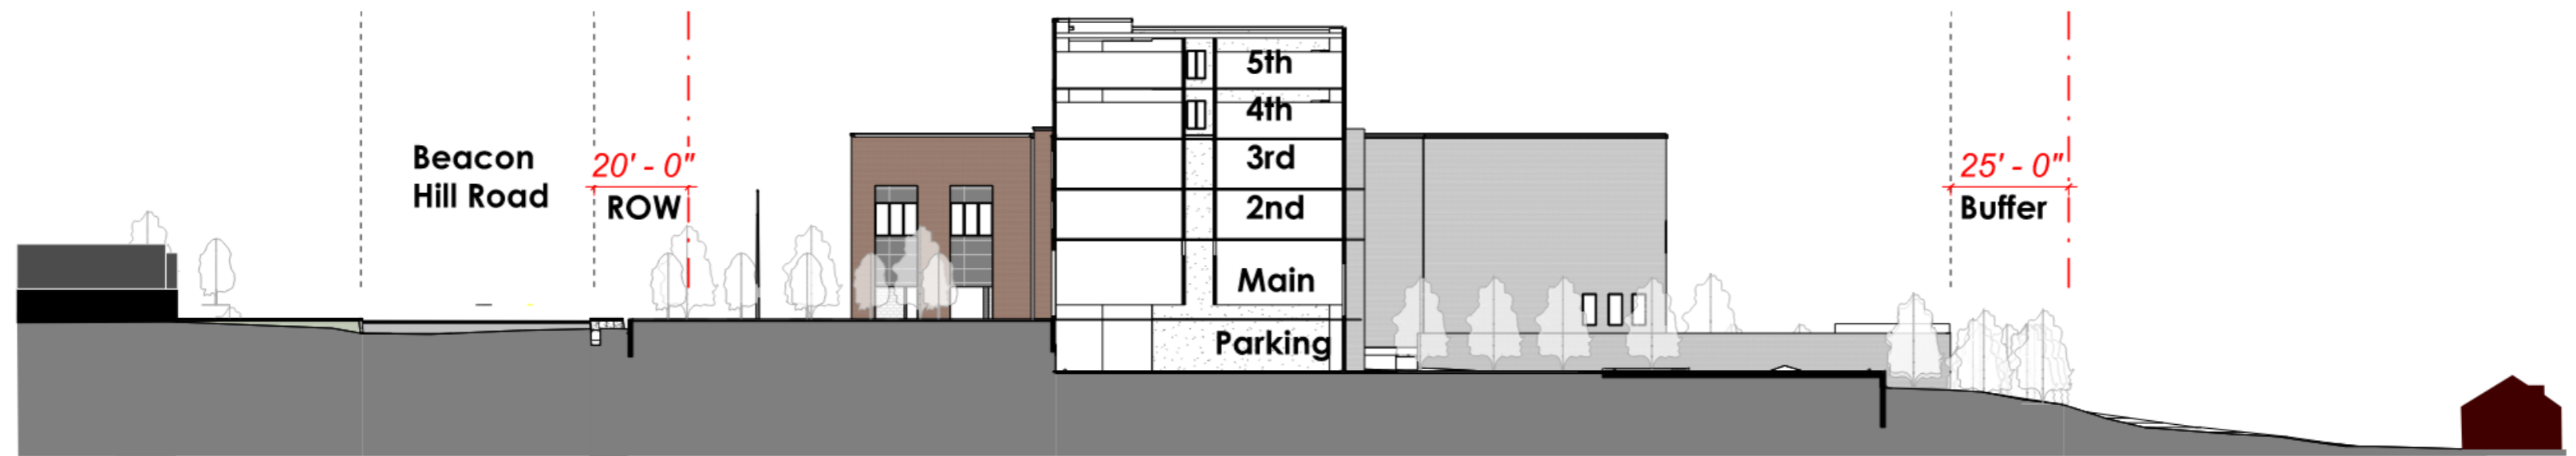 Beacon
Hill Road
20' - 0"
ROW
5th
4th
3rd
2nd
Main
Parking
25' - 0"
Buffer